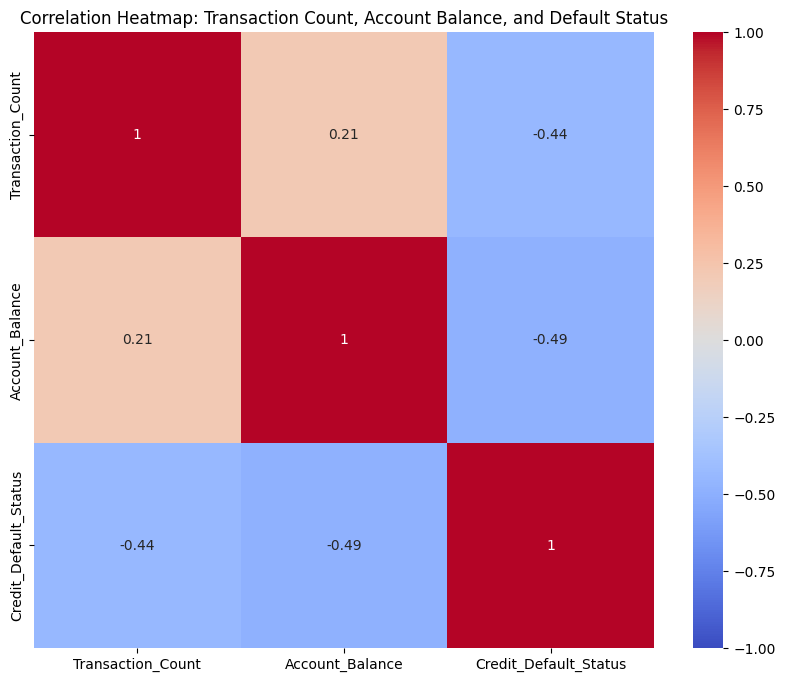 Correlation Heatmap: Transaction Count, Account Balance, and Default Status
Transaction_Count
1
0.21
-0.44
Account_Balance
0.21
1
-0.49
Credit_Default_Status
-0.44
-0.49
1
Transaction_Count
Account_Balance
Credit_Default_Status
1.00
0.75
0.50
0.25
0.00
−0.25
−0.50
−0.75
−1.00